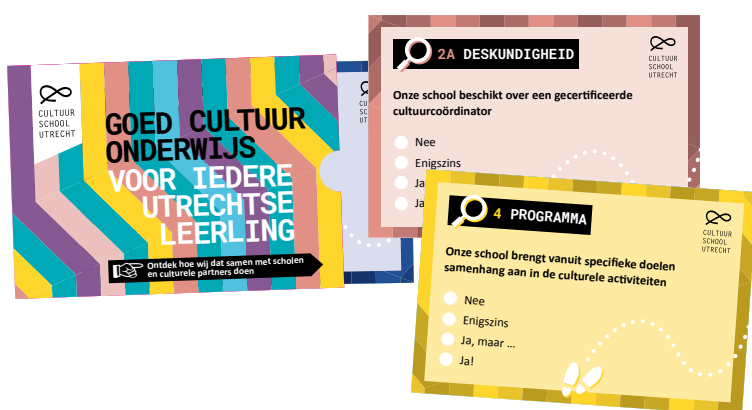 CULTUUR
SCHOOL
UTRECHT
GOED CULTUUR
ONDERWIJS
VOOR IEDERE
UTRECHTSE
LEERLING
Ontdek hoe wij dat samen met scholen
en culturele partners doen
2A DESKUNDIGHEID
CULTUUR
SCHOOL
UTRECHT
Onze school beschikt over een gecertificeerde
cultuurcoördinator
Nee
Enigszins
Ja
Ja
4 PROGRAMMA
CULTUUR
SCHOOL
UTRECHT
Onze school brengt vanuit specifieke doelen
samenhang aan in de culturele activiteiten
Nee
Enigszins
Ja, maar ...
Ja!